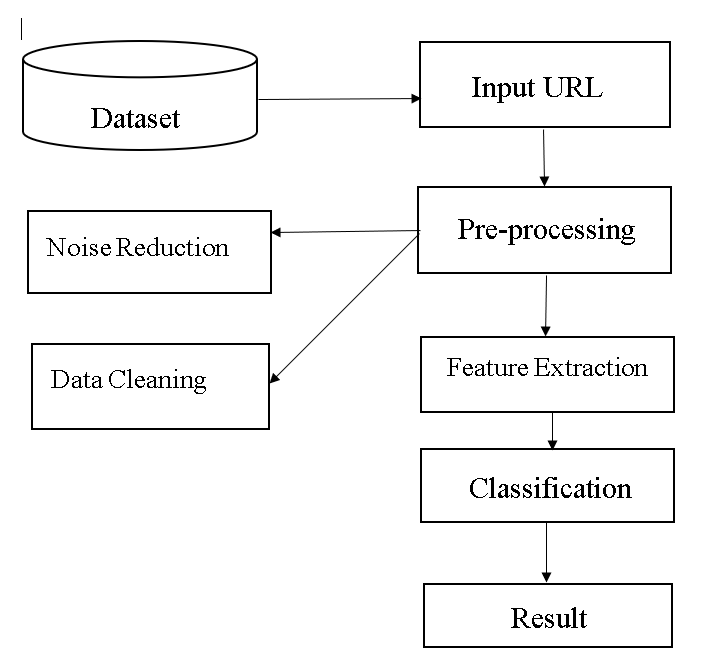 Dataset
Input URL
Noise Reduction
Pre-processing
Data Cleaning
Feature Extraction
Classification
Result